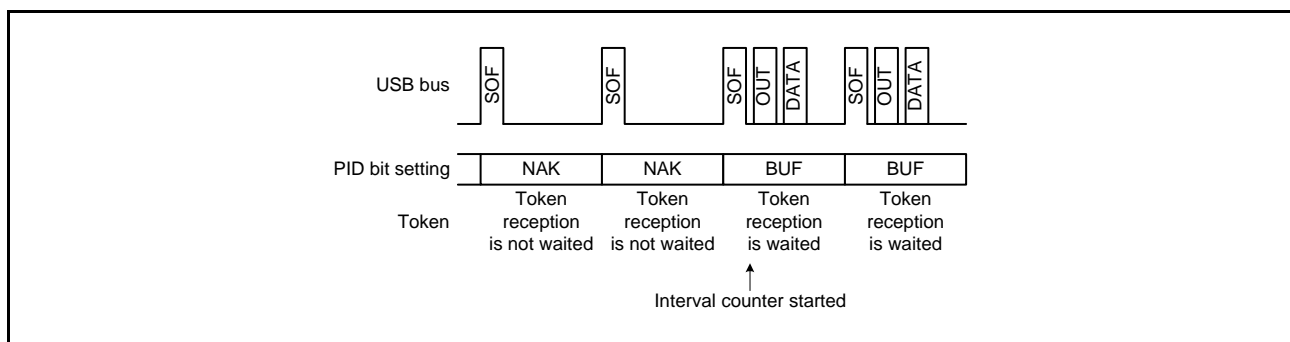 USB bus
SOF
SOF
SOF
OUT
DATA
SOF
OUT
DATA
PID bit setting
NAK
NAK
BUF
BUF
Token
Token
reception
is not waited
Token
reception
is not waited
Token
reception
is waited
Token
reception
is waited
Interval counter started